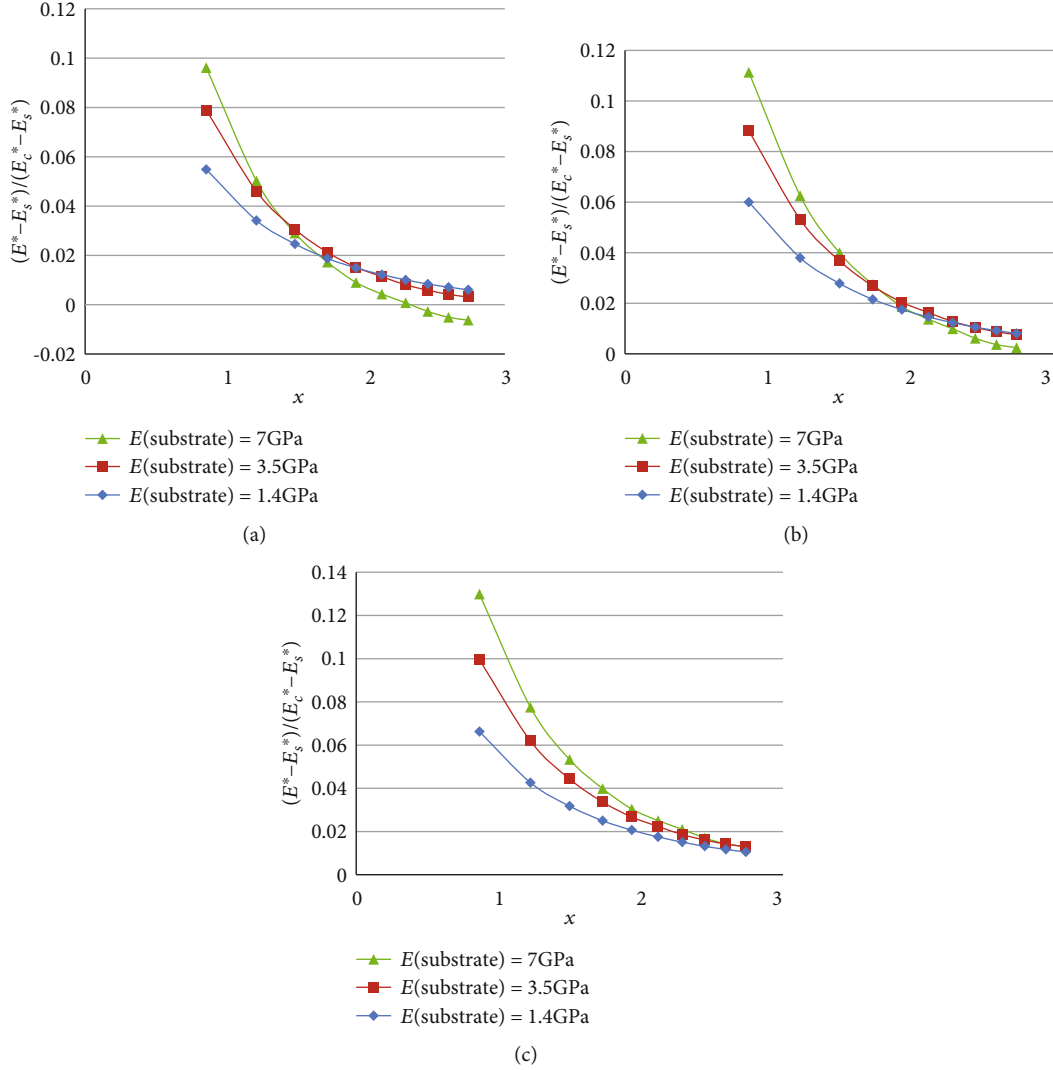 0.12
0.1
0.08
0.06
0.04
0.02
0
-0.02
(E*−Es*)/(Ec*−Es*)
0 1 2 3
x
E(substrate) = 7GPa
E(substrate) = 3.5GPa
E(substrate) = 1.4GPa
(a)
0.12
0.1
0.08
0.06
0.04
0.02
0
(E*−Es*)/(Ec*−Es*)
0 1 2 3
x
E(substrate) = 7GPa
E(substrate) = 3.5GPa
E(substrate) = 1.4GPa
(b)
0.14
0.12
0.1
0.08
0.06
0.04
0.02
0
(E*−Es*)/(Ec*−Es*)
0 1 2 3
x
E(substrate) = 7GPa
E(substrate) = 3.5GPa
E(substrate) = 1.4GPa
(c)